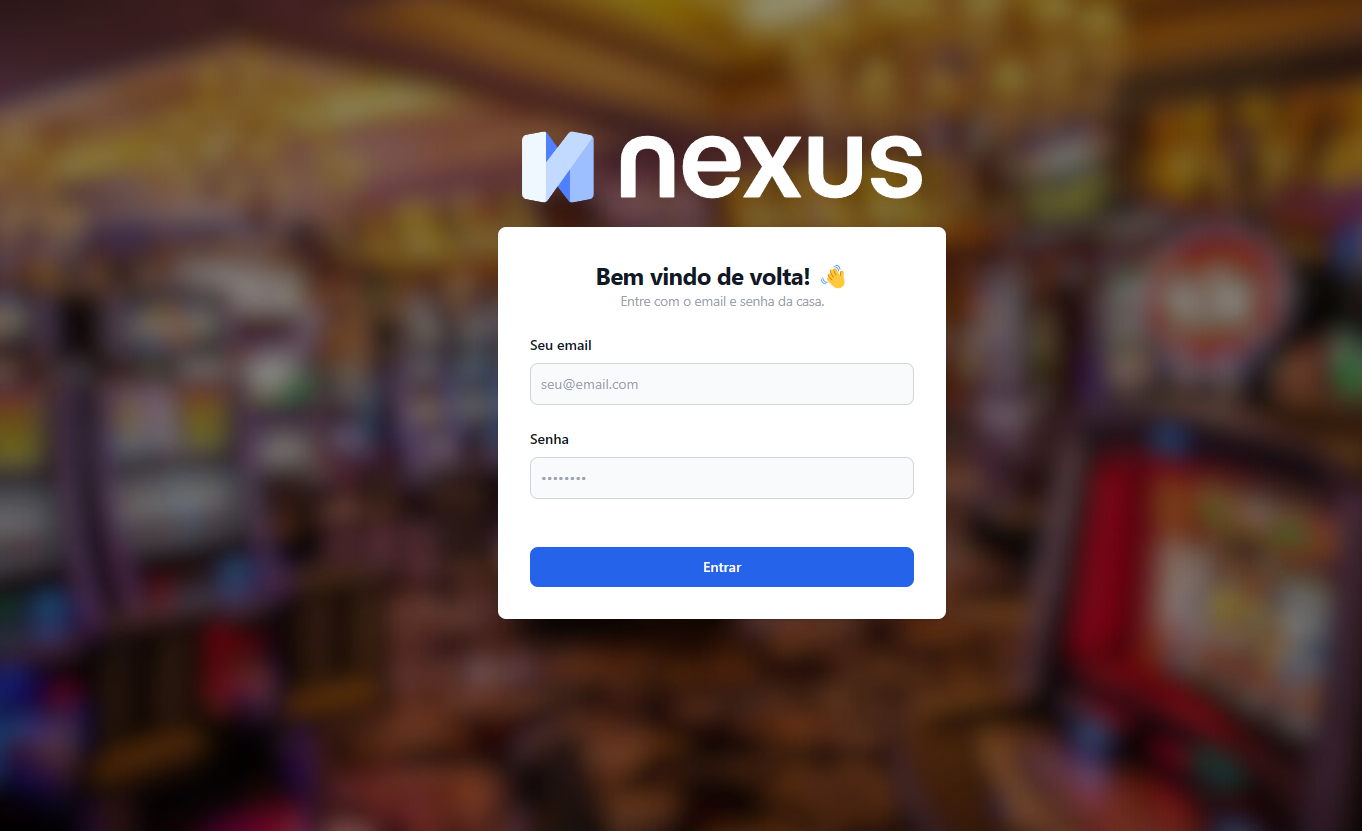 nexus
Bem vindo de volta! 👋
Entre com o email e senha da casa.
Seu email
seu@email.com
Senha
••••••••
Entrar